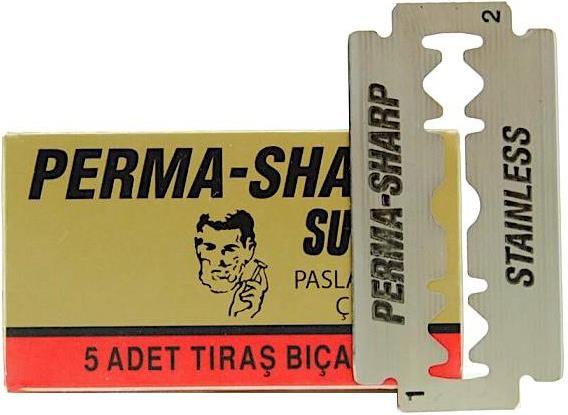 PERMA-SHA
SU
PASLA
Ç
5 ADET TIRAŞ BIÇA
2
PERMA-SHARP
STAINLESS
1